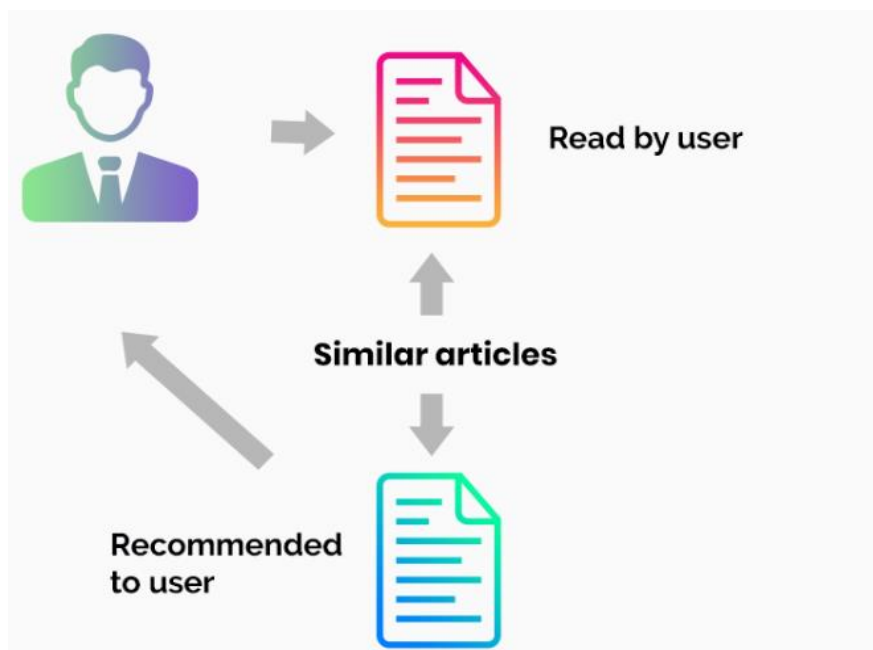 Read by user
Similar articles
Recommended
to user